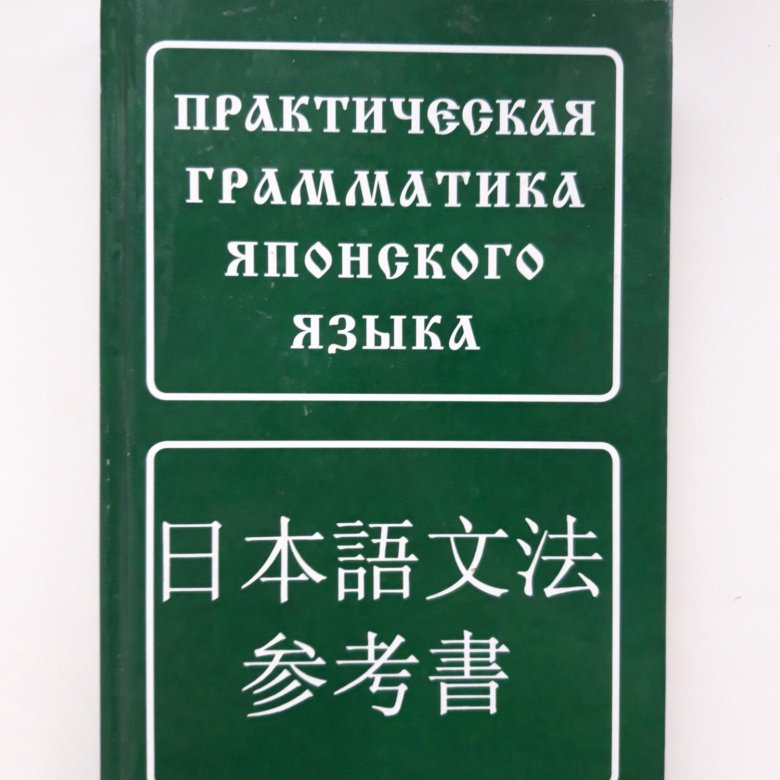 ПРАКТИЧЕСКАЯ
ГРАММАТИКА
ЯПОНСКОГО
ЯЗЫКА
日本語文法
参考書